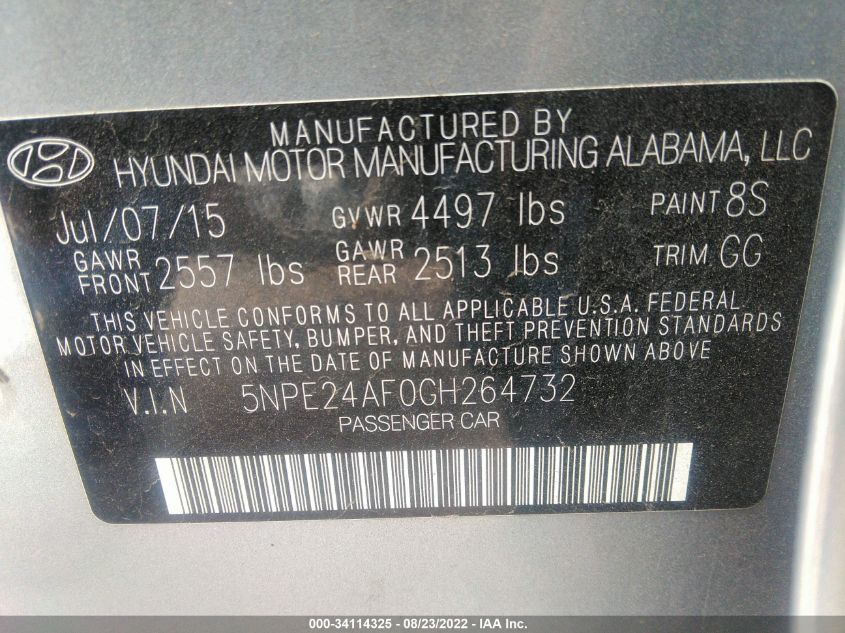 MANUFACTURED BY
HYUNDAI MOTOR MANUFACTURING ALABAMA, LLC
Jul/07/15 GVWR 4497 lbs PAINT 8S
GAWR FRONT 2557 lbs GAWR REAR 2513 lbs TRIM GG
THIS VEHICLE CONFORMS TO ALL APPLICABLE U.S.A. FEDERAL
MOTOR VEHICLE SAFETY, BUMPER, AND THEFT PREVENTION STANDARDS
IN EFFECT ON THE DATE OF MANUFACTURE SHOWN ABOVE
V.I.N 5NPE24AF0GH264732
PASSENGER CAR
000-34114325 - 08/23/2022 - IAA Inc.